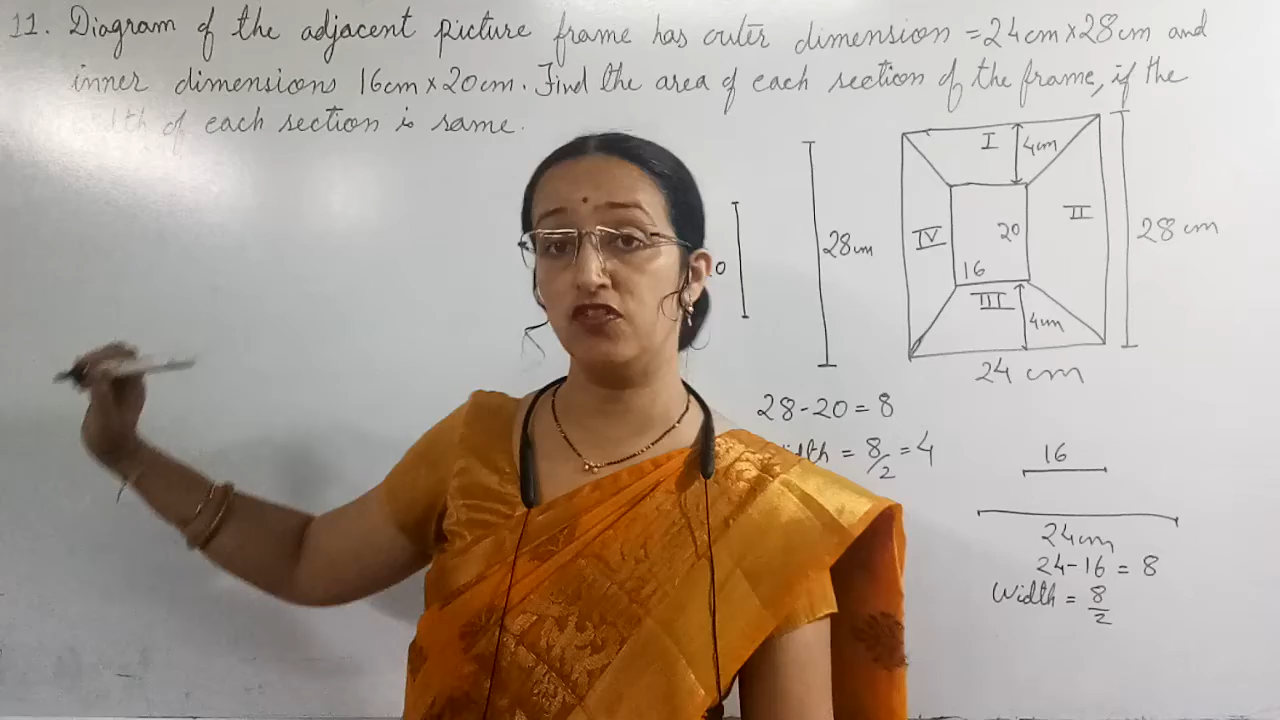 11. Diagram of the adjacent picture frame has outer dimension = 24cm x 28cm and
inner dimensions 16cm x 20cm. Find the area of each section of the frame, if the
of each section is same.
I
4cm
II
28cm
IV
20
16
III
4cm
24 cm
28 cm
28-20 = 8
= 8/2 = 4
16
24cm
24-16 = 8
Width = 8/2